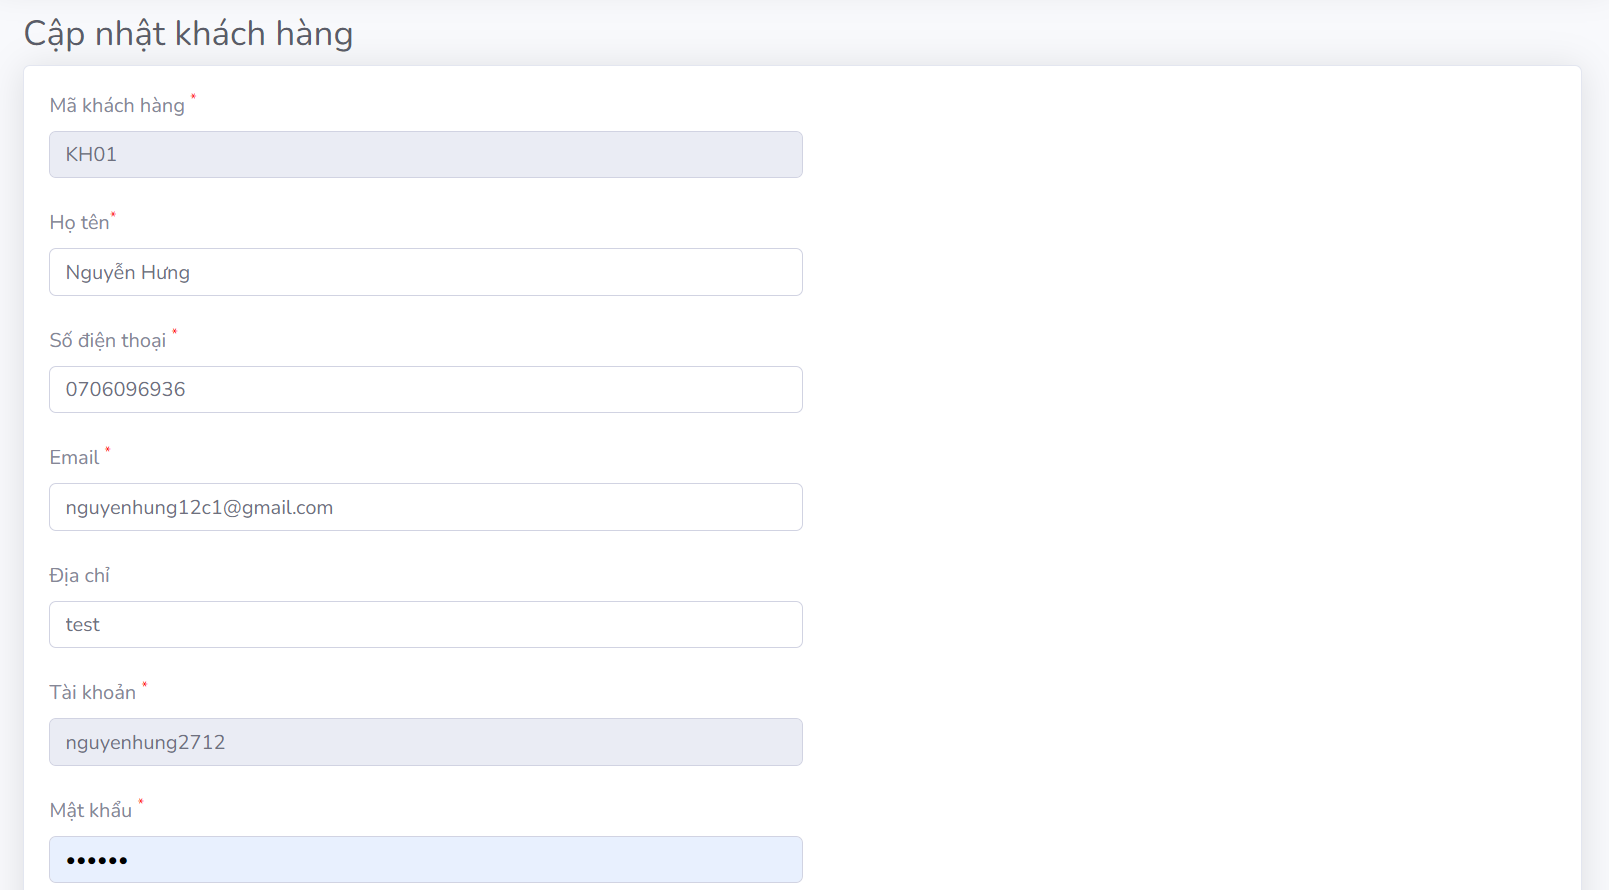 Cập nhật khách hàng
Mã khách hàng *
KH01
Họ tên*
Nguyễn Hưng
Số điện thoại *
0706096936
Email *
nguyenhung12c1@gmail.com
Địa chỉ
test
Tài khoản *
nguyenhung2712
Mật khẩu *
••••••